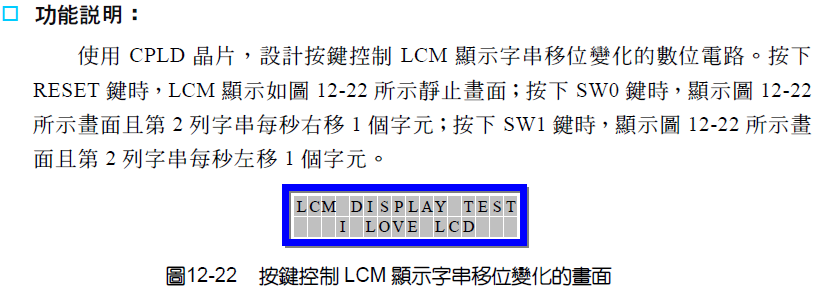 功能說明：
使用 CPLD 晶片，設計按鍵控制 LCM 顯示字串移位變化的數位電路。按下
RESET 鍵時，LCM 顯示如圖 12-22 所示靜止畫面；按下 SW0 鍵時，顯示圖 12-22
所示畫面且第 2 列字串每秒右移 1 個字元；按下 SW1 鍵時，顯示圖 12-22 所示畫
面且第 2 列字串每秒左移 1 個字元。
LCM DISPLAY TEST
I LOVE LCD
圖12-22 按鍵控制 LCM 顯示字串移位變化的畫面